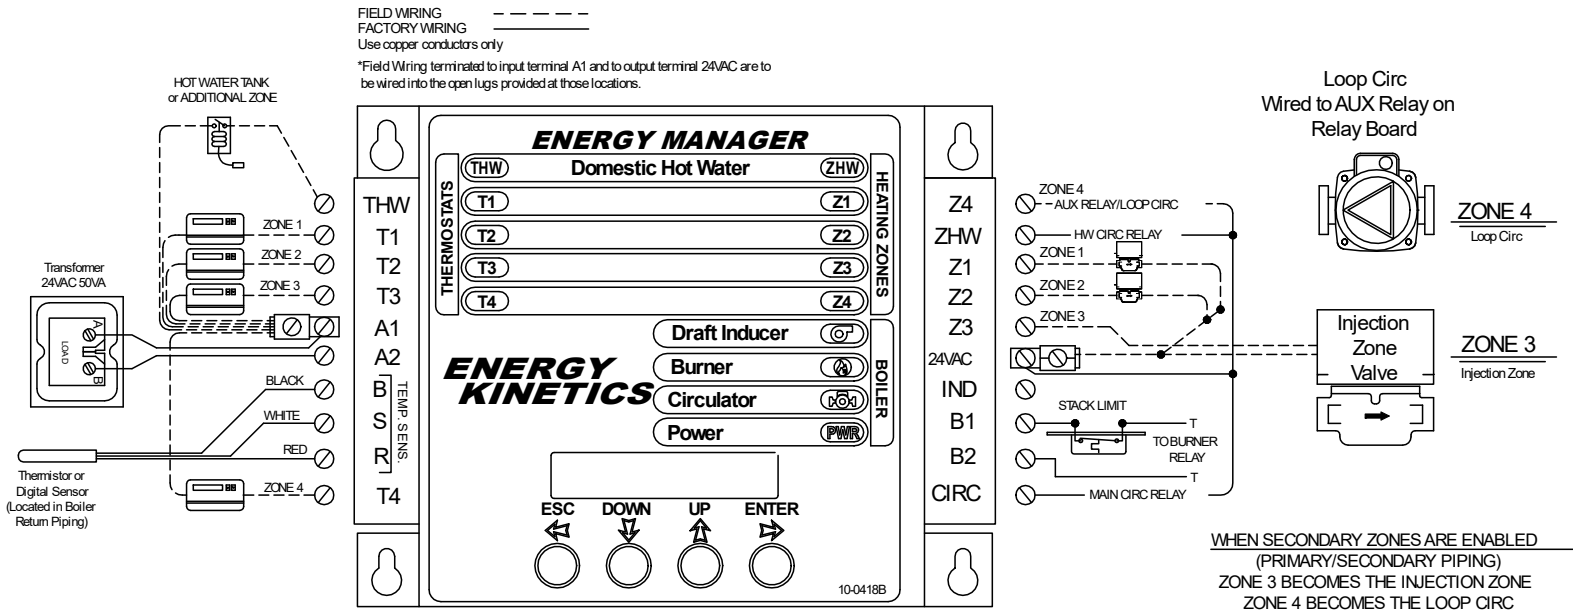 FIELD WIRING
FACTORY WIRING
Use copper conductors only
*Field Wiring terminated to input terminal A1 and to output terminal 24VAC are to
be wired into the open lugs provided at those locations.
HOT WATER TANK
or ADDITIONAL ZONE
ZONE 1
ZONE 2
ZONE 3
Transformer
24VAC 50VA
A
LOAD
B
BLACK
WHITE
RED
Thermistor or
Digital Sensor
(Located in Boiler
Return Piping)
ZONE 4
THW
T1
T2
T3
A1
A2
B
S
R
TEMP. SENS.
T4
ENERGY MANAGER
THERMOSTATS
THW Domestic Hot Water ZHW
T1 Z1
T2 Z2
T3 Z3
T4 Z4
HEATING ZONES
Draft Inducer
Burner
Circulator
Power PWR
BOILER
ENERGY
KINETICS
ESC DOWN UP ENTER
10-0418B
Z4
ZHW
Z1
Z2
Z3
24VAC
IND
B1
B2
CIRC
ZONE 4
AUX RELAY/LOOP CIRC
HW CIRC RELAY
ZONE 1
ZONE 2
ZONE 3
STACK LIMIT
T
TO BURNER
RELAY
T
MAIN CIRC RELAY
Loop Circ
Wired to AUX Relay on
Relay Board
ZONE 4
Loop Circ
Injection
Zone
Valve
ZONE 3
Injection Zone
WHEN SECONDARY ZONES ARE ENABLED
(PRIMARY/SECONDARY PIPING)
ZONE 3 BECOMES THE INJECTION ZONE
ZONE 4 BECOMES THE LOOP CIRC